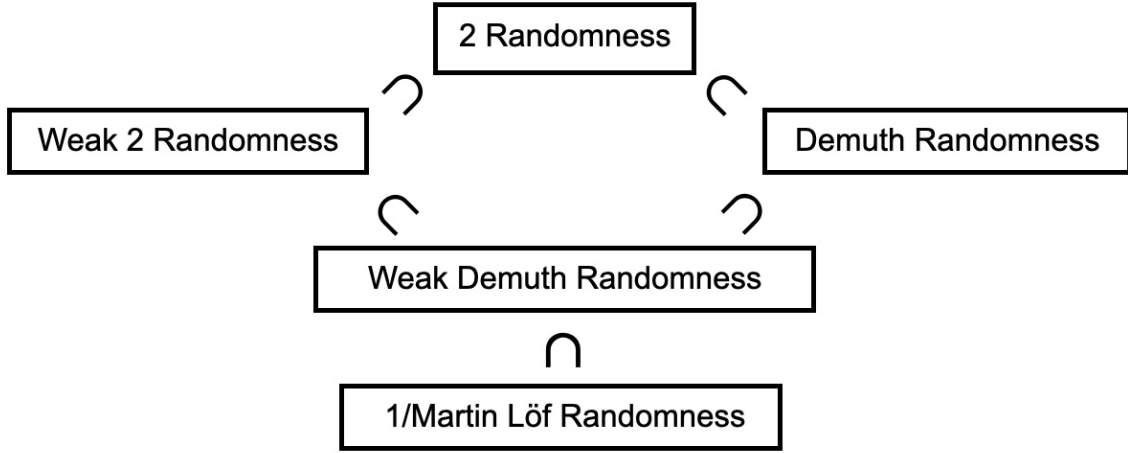 2 Randomness
Weak 2 Randomness
Demuth Randomness
Weak Demuth Randomness
1/Martin Löf Randomness